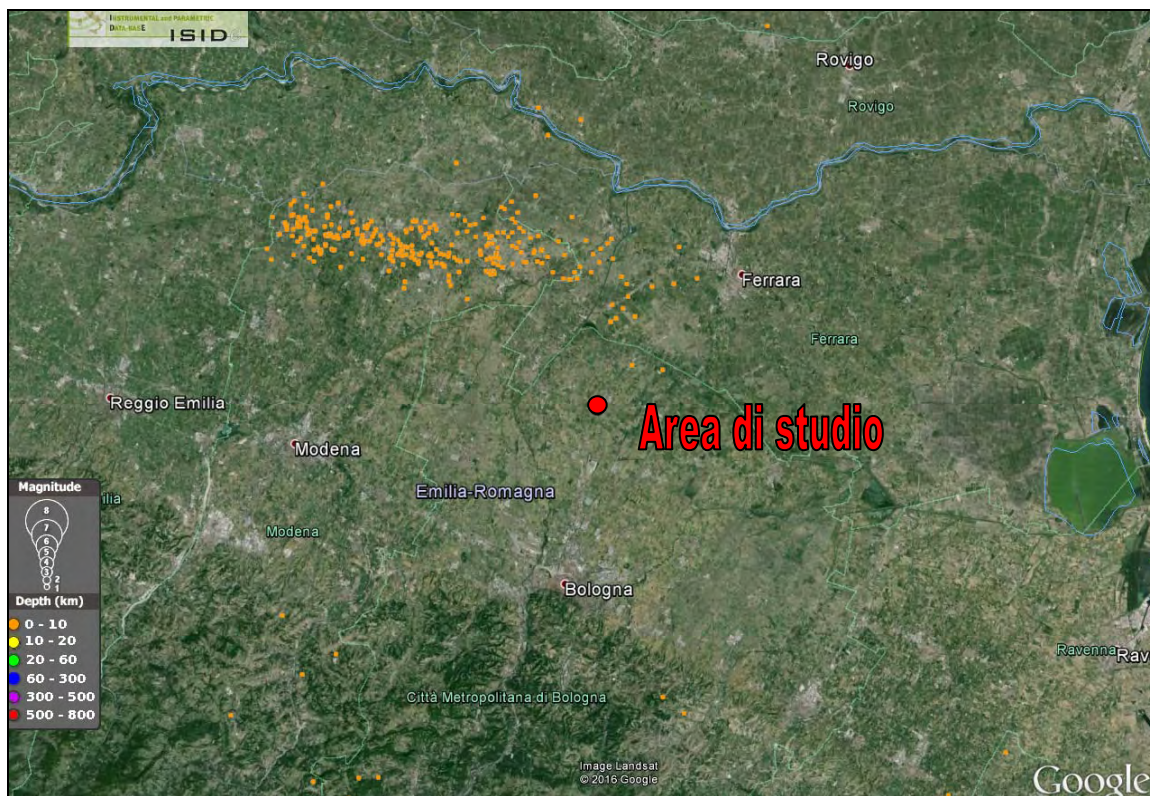 INSTRUMENTAL and PARAMETRIC
DATA-BASE
ISID
Rovigo
Rovigo
Ferrara
Ferrara
Reggio Emilia
Area di studio
Modena
Emilia-Romagna
Magnitude
8
7
6
5
4
3
2
1
Modena
Depth (km)
0 - 10
10 - 20
20 - 60
60 - 300
300 - 500
500 - 800
Bologna
Ravenna
Rav
Città Metropolitana di Bologna
Image Landsat
© 2016 Google
Google